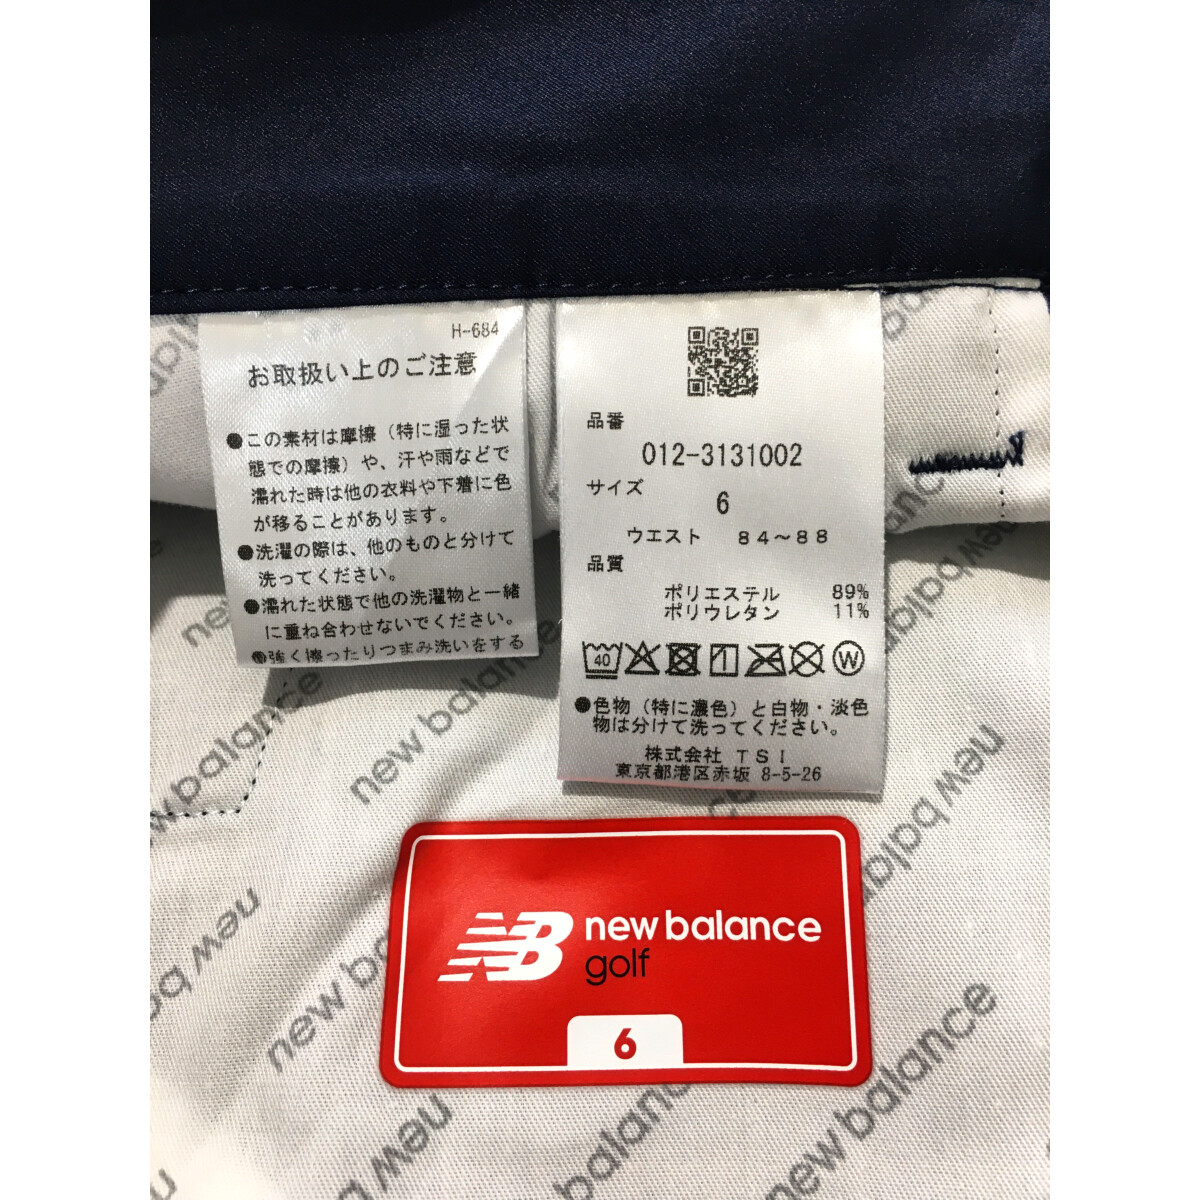 H-684
お取扱い上のご注意
●この素材は摩擦（特に湿った状
態での摩擦）や、汗や雨などで
濡れた時は他の衣料や下着に色
が移ることがあります。
●洗濯の際は、他のものと分けて
洗ってください。
●濡れた状態で他の洗濯物と一緒
に重ね合わせないでください。
●強く擦ったりつまみ洗いをする
品番
012-3131002
サイズ
6
ウエスト 84～88
品質
ポリエステル 89%
ポリウレタン 11%
40
W
●色物（特に濃色）と白物・淡色
物は分けて洗ってください。
株式会社 TSI
東京都港区赤坂 8-5-26
NB new balance
golf
6
new balance
new balance
new balance
new balance
new balance
new balance
new balance
new balance